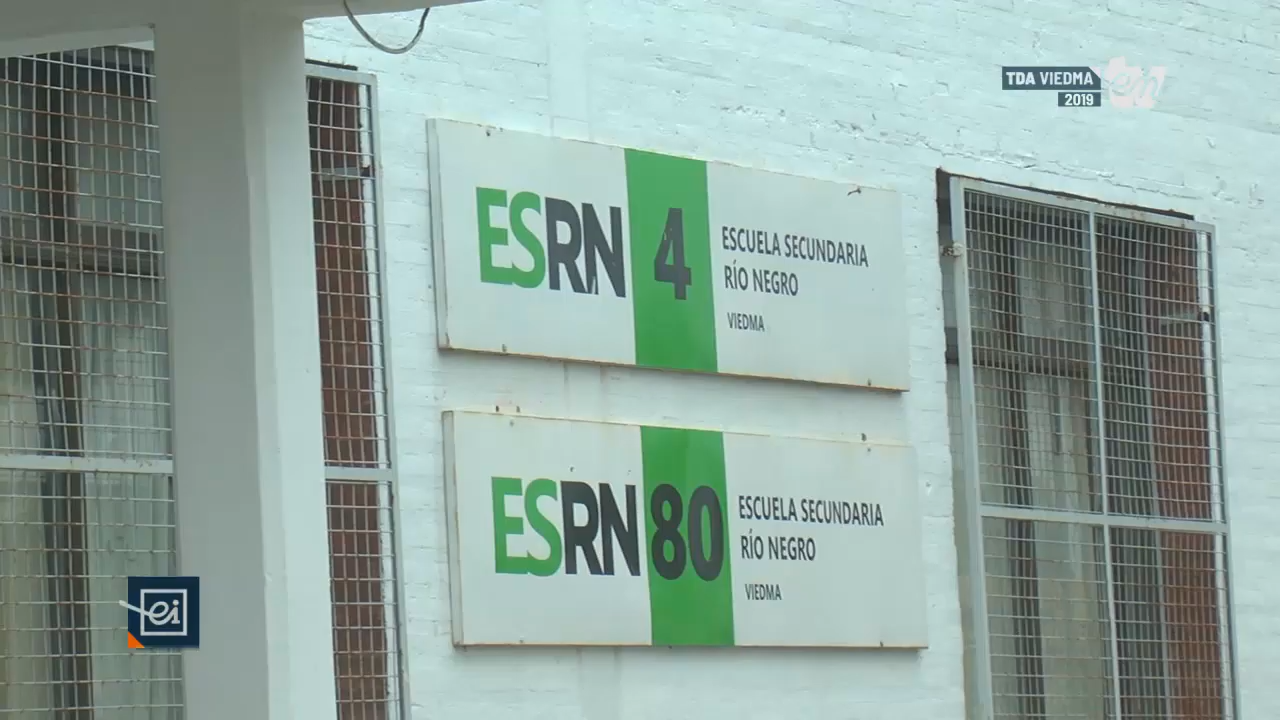 TDA VIEDMA
2019
ESRN 4
ESCUELA SECUNDARIA
RÍO NEGRO
VIEDMA
ESRN 80
ESCUELA SECUNDARIA
RÍO NEGRO
VIEDMA
ei